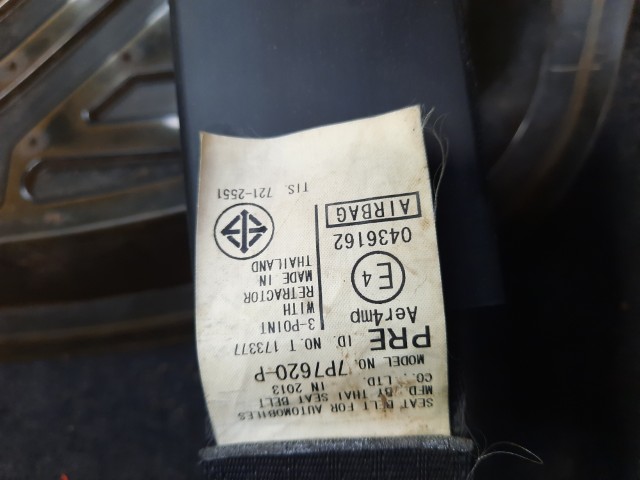 SEAT BELT FOR AUTOMOBILES
MFD. BY THAI SEAT BELT
CO., LTD. IN 2013
MODEL NO. 7P7620-P
PRE ID. NO. T 173377
Aer4mp
E4
0436162
AIRBAG
3-POINT
WITH
RETRACTOR
MADE IN
THAILAND
TIS. 721-2551